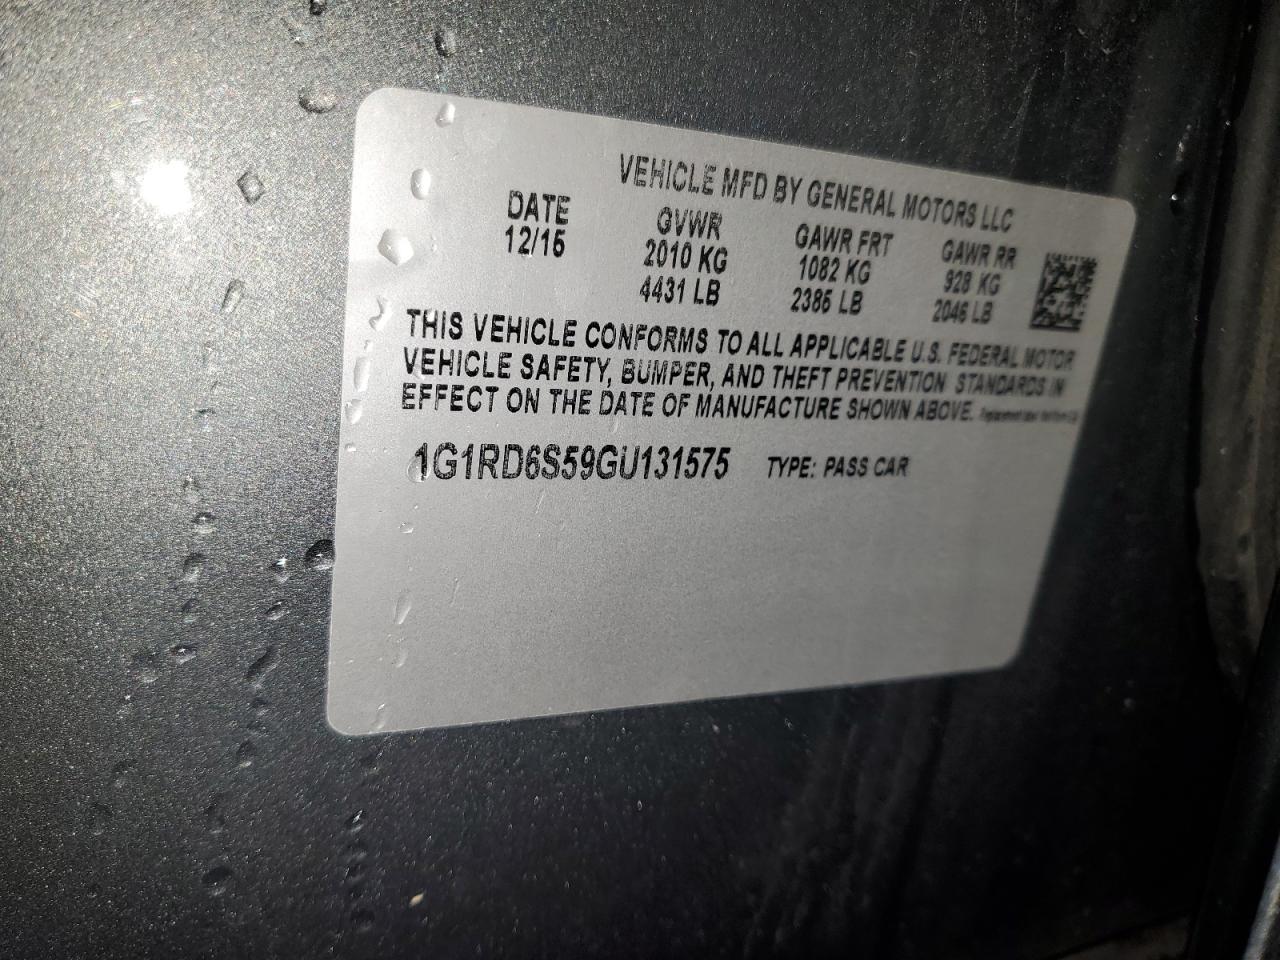 VEHICLE MFD BY GENERAL MOTORS LLC
DATE GVWR GAWR FRT GAWR RR
12/15 2010 KG 1082 KG 928 KG
4431 LB 2385 LB 2046 LB
THIS VEHICLE CONFORMS TO ALL APPLICABLE U.S. FEDERAL MOTOR
VEHICLE SAFETY, BUMPER, AND THEFT PREVENTION STANDARDS IN
EFFECT ON THE DATE OF MANUFACTURE SHOWN ABOVE.
1G1RD6S59GU131575 TYPE: PASS CAR